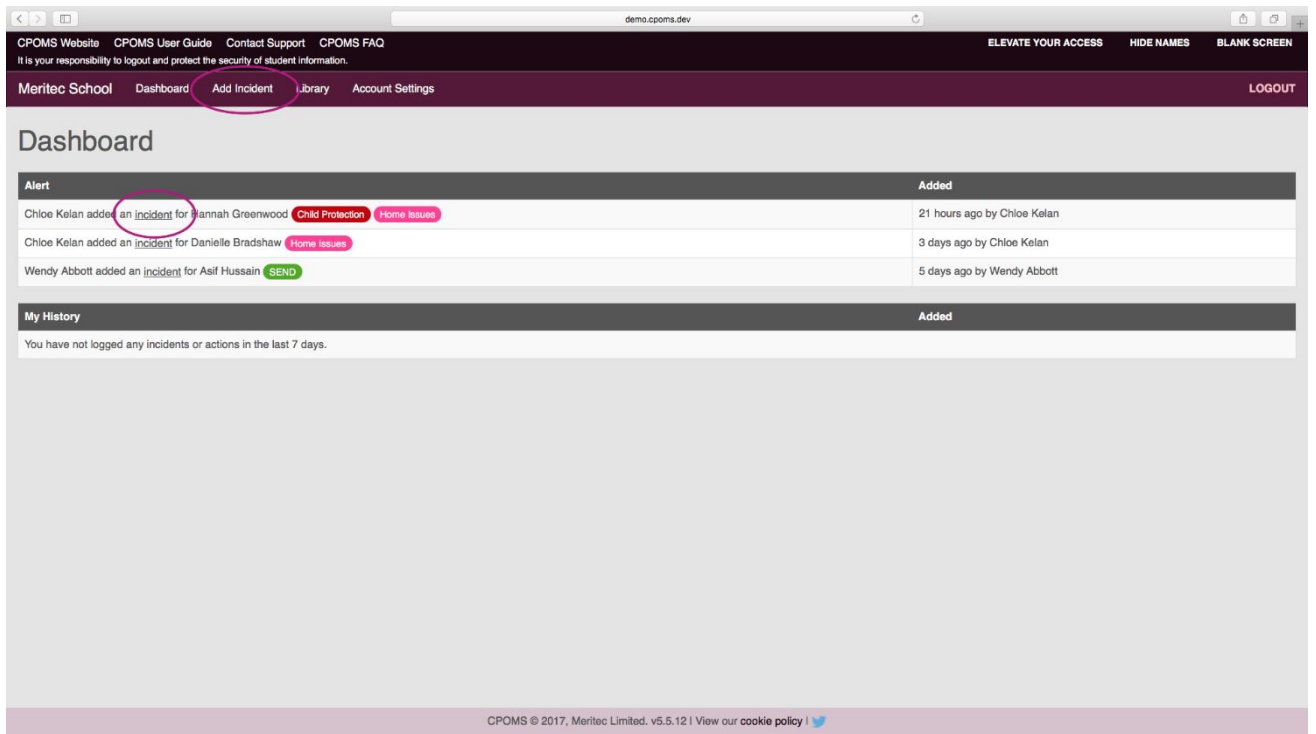 demo.cpoms.dev
CPOMS Website CPOMS User Guide Contact Support CPOMS FAQ ELEVATE YOUR ACCESS HIDE NAMES BLANK SCREEN
It is your responsibility to logout and protect the security of student information.
Meritec School Dashboard Add Incident Library Account Settings LOGOUT
Dashboard
Alert Added
Chloe Kelan added an incident for Hannah Greenwood Child Protection Home Issues 21 hours ago by Chloe Kelan
Chloe Kelan added an incident for Danielle Bradshaw Home Issues 3 days ago by Chloe Kelan
Wendy Abbott added an incident for Asif Hussain SEND 5 days ago by Wendy Abbott
My History Added
You have not logged any incidents or actions in the last 7 days.
CPOMS © 2017, Meritec Limited. v5.5.12 | View our cookie policy |